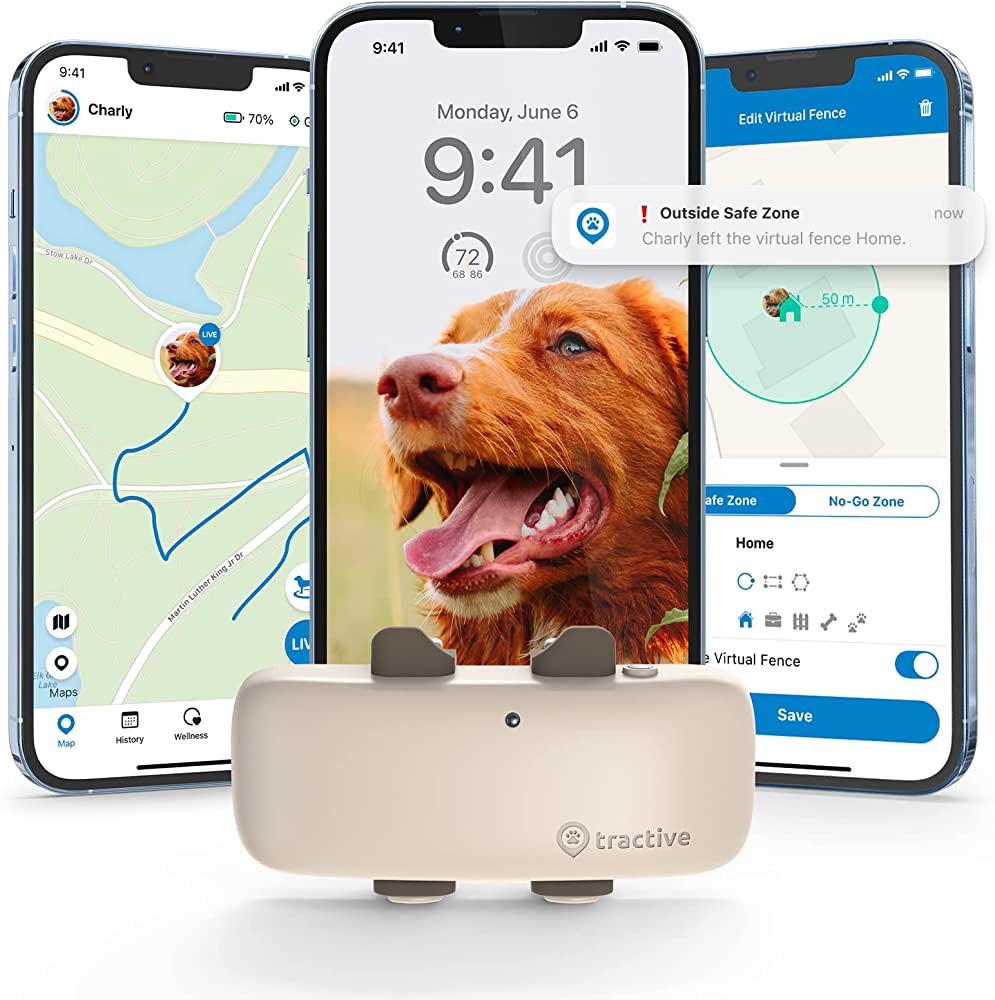 9:41
Charly
70%
Stow Lake Dr
LIVE
Martin Luther King Jr Dr
Lake
Maps
LIV
Map
History
Wellness
9:41
Monday, June 6
9:41
72
68 86
Edit Virtual Fence
! Outside Safe Zone
now
Charly left the virtual fence Home.
50 m
afe Zone
No-Go Zone
Home
e Virtual Fence
Save
tractive